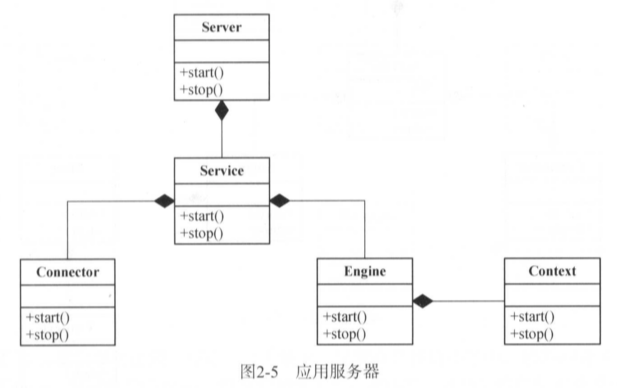 Server
+start()
+stop()
Service
+start()
+stop()
Connector
+start()
+stop()
Engine
+start()
+stop()
Context
+start()
+stop()
图2-5 应用服务器